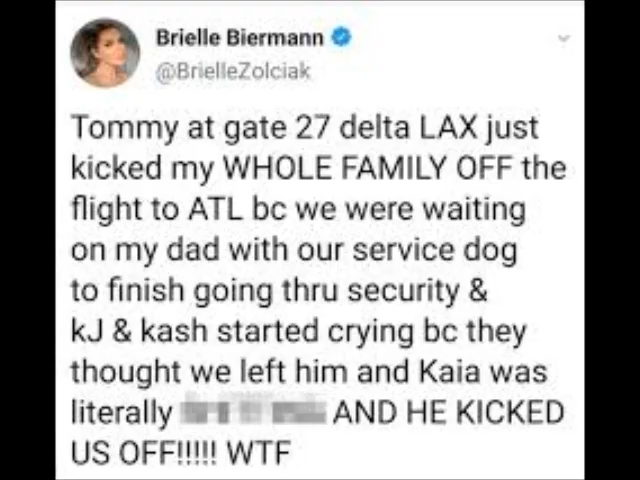 Brielle Biermann
@BrielleZolciak
Tommy at gate 27 delta LAX just
kicked my WHOLE FAMILY OFF the
flight to ATL bc we were waiting
on my dad with our service dog
to finish going thru security &
kJ & kash started crying bc they
thought we left him and Kaia was
literally AND HE KICKED
US OFF!!!!! WTF